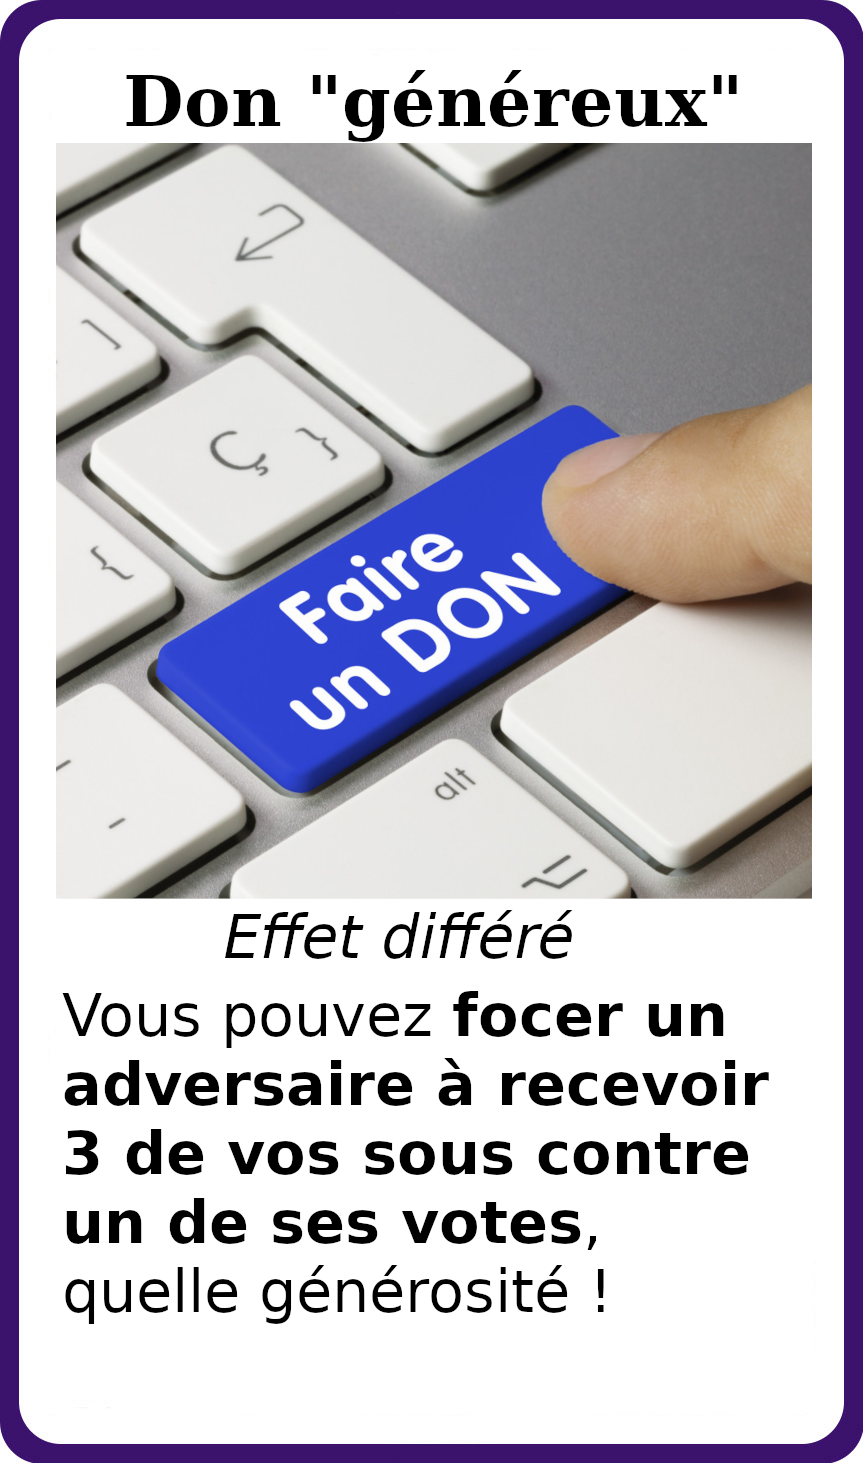 Don "généreux"
]
Ç }
{
Faire
un DON
-
alt
Effet différé
Vous pouvez focer un
adversaire à recevoir
3 de vos sous contre
un de ses votes,
quelle générosité !